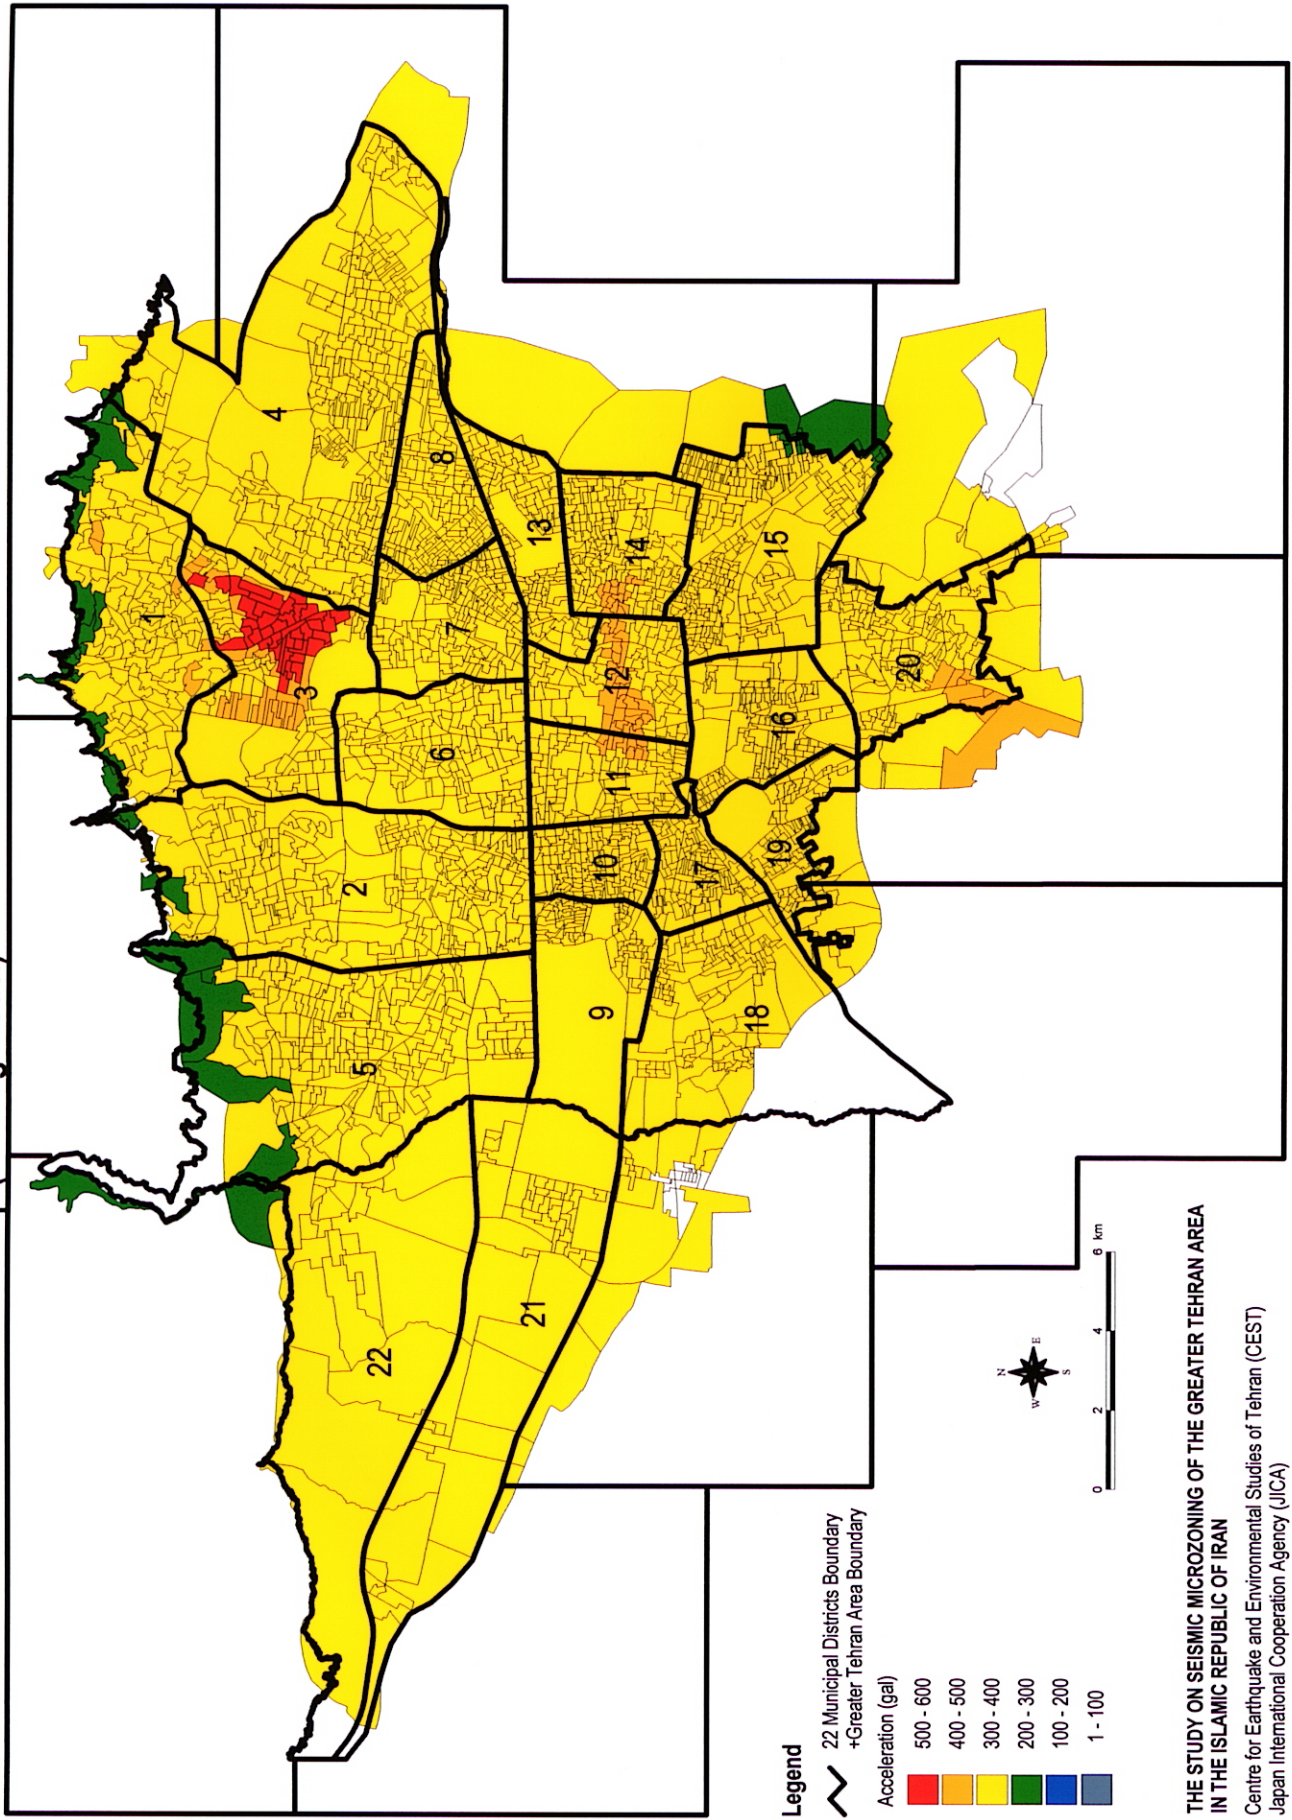 1
2
3
4
5
6
7
8
9
10
11
12
13
14
15
16
17
18
19
20
21
22
N
W
E
S
0
2
4
6 km
Legend
22 Municipal Districts Boundary
+Greater Tehran Area Boundary
Acceleration (gal)
500 - 600
400 - 500
300 - 400
200 - 300
100 - 200
1 - 100
THE STUDY ON SEISMIC MICROZONING OF THE GREATER TEHRAN AREA
IN THE ISLAMIC REPUBLIC OF IRAN
Centre for Earthquake and Environmental Studies of Tehran (CEST)
Japan International Cooperation Agency (JICA)